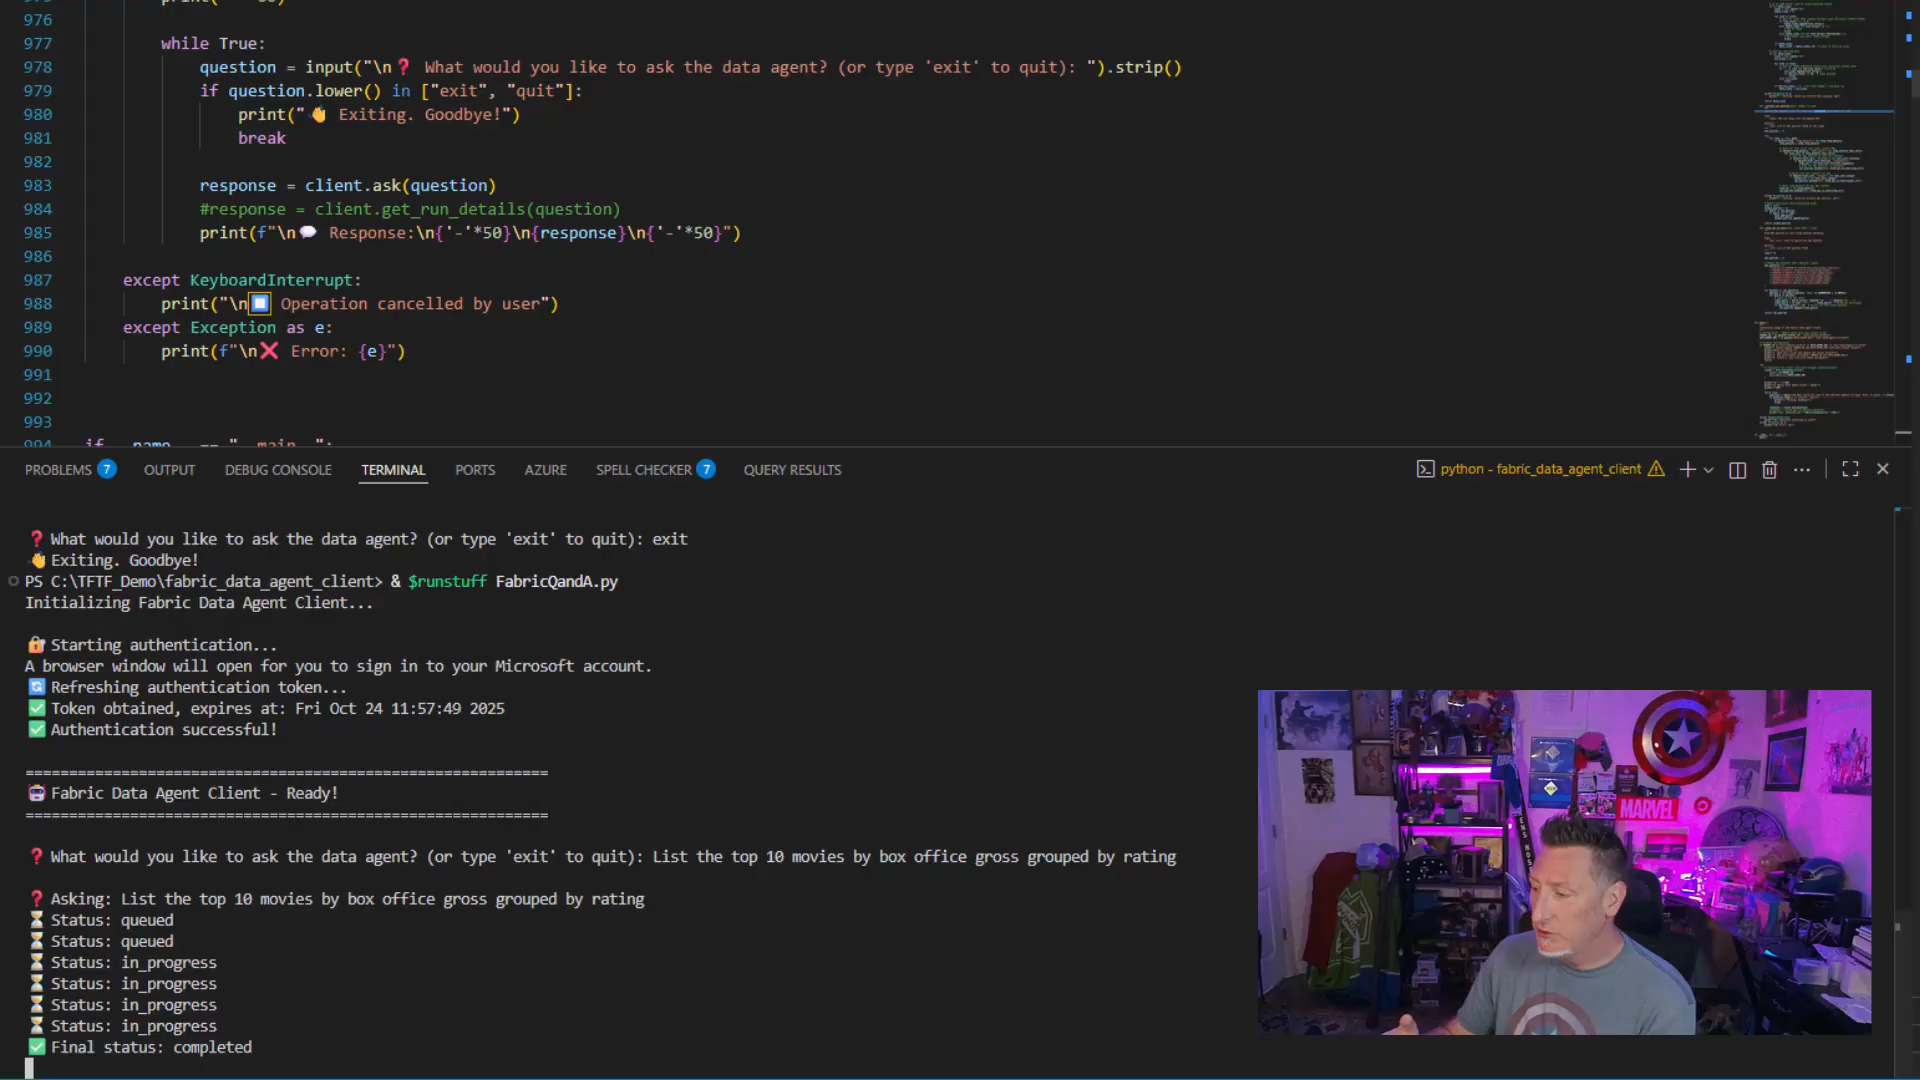 976
977 while True:
978 question = input("\n❓ What would you like to ask the data agent? (or type 'exit' to quit): ").strip()
979 if question.lower() in ["exit", "quit"]:
980 print("👋 Exiting. Goodbye!")
981 break
982
983 response = client.ask(question)
984 #response = client.get_run_details(question)
985 print(f"\n💬 Response:\n{'-'*50}\n{response}\n{'-'*50}")
986
987 except KeyboardInterrupt:
988 print("\n⏹️ Operation cancelled by user")
989 except Exception as e:
990 print(f"\n❌ Error: {e}")
991
992
993
994 if __name__ == "__main__":
PROBLEMS 7 OUTPUT DEBUG CONSOLE TERMINAL PORTS AZURE SPELL CHECKER 7 QUERY RESULTS python - fabric_data_agent_client
❓ What would you like to ask the data agent? (or type 'exit' to quit): exit
👋 Exiting. Goodbye!
PS C:\TFTF_Demo\fabric_data_agent_client> & $runstuff FabricQandA.py
Initializing Fabric Data Agent Client...
🔐 Starting authentication...
A browser window will open for you to sign in to your Microsoft account.
🔄 Refreshing authentication token...
✅ Token obtained, expires at: Fri Oct 24 11:57:49 2025
✅ Authentication successful!
============================================================
🤖 Fabric Data Agent Client - Ready!
============================================================
❓ What would you like to ask the data agent? (or type 'exit' to quit): List the top 10 movies by box office gross grouped by rating
❓ Asking: List the top 10 movies by box office gross grouped by rating
⏳ Status: queued
⏳ Status: queued
⏳ Status: in_progress
⏳ Status: in_progress
⏳ Status: in_progress
⏳ Status: in_progress
✅ Final status: completed
MARVEL